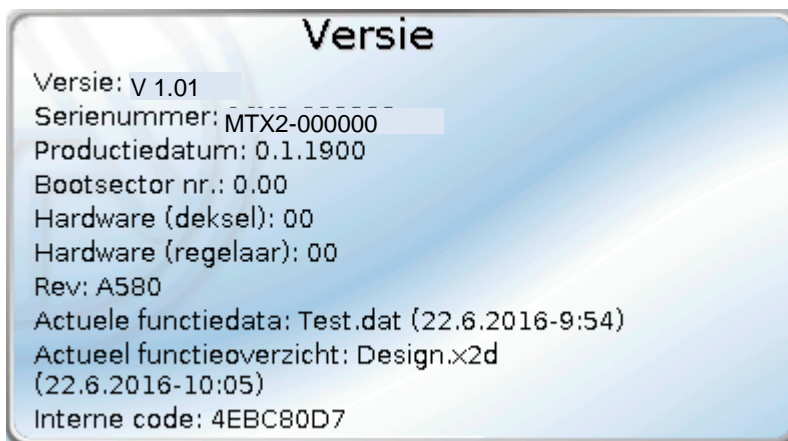 Versie
Versie: V 1.01
Serienummer: MTX2-000000
Productiedatum: 0.1.1900
Bootsector nr.: 0.00
Hardware (deksel): 00
Hardware (regelaar): 00
Rev: A580
Actuele functiedata: Test.dat (22.6.2016-9:54)
Actueel functieoverzicht: Design.x2d
(22.6.2016-10:05)
Interne code: 4EBC80D7